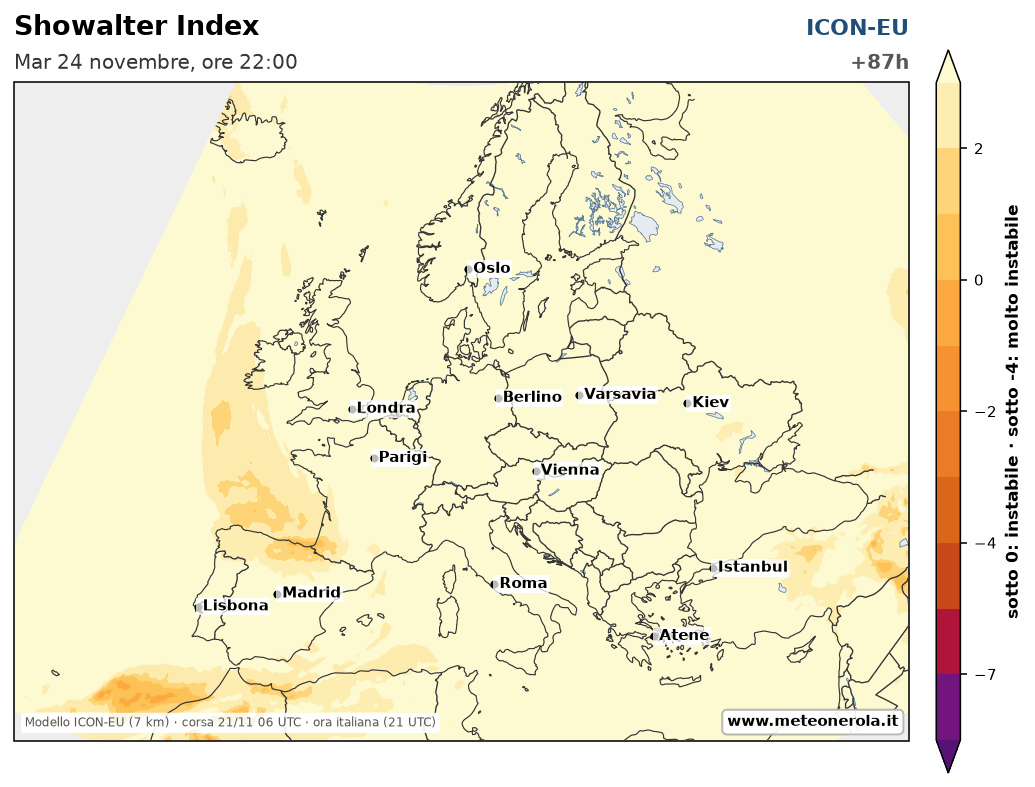 Showalter Index
ICON-EU
Mar 24 novembre, ore 22:00
+87h
Oslo
Berlino
Varsavia
Kiev
Londra
Parigi
Vienna
Istanbul
Roma
Madrid
Lisbona
Atene
2
0
−2
−4
−7
sotto 0: instabile · sotto -4: molto instabile
Modello ICON-EU (7 km) · corsa 21/11 06 UTC · ora italiana (21 UTC)
www.meteonerola.it